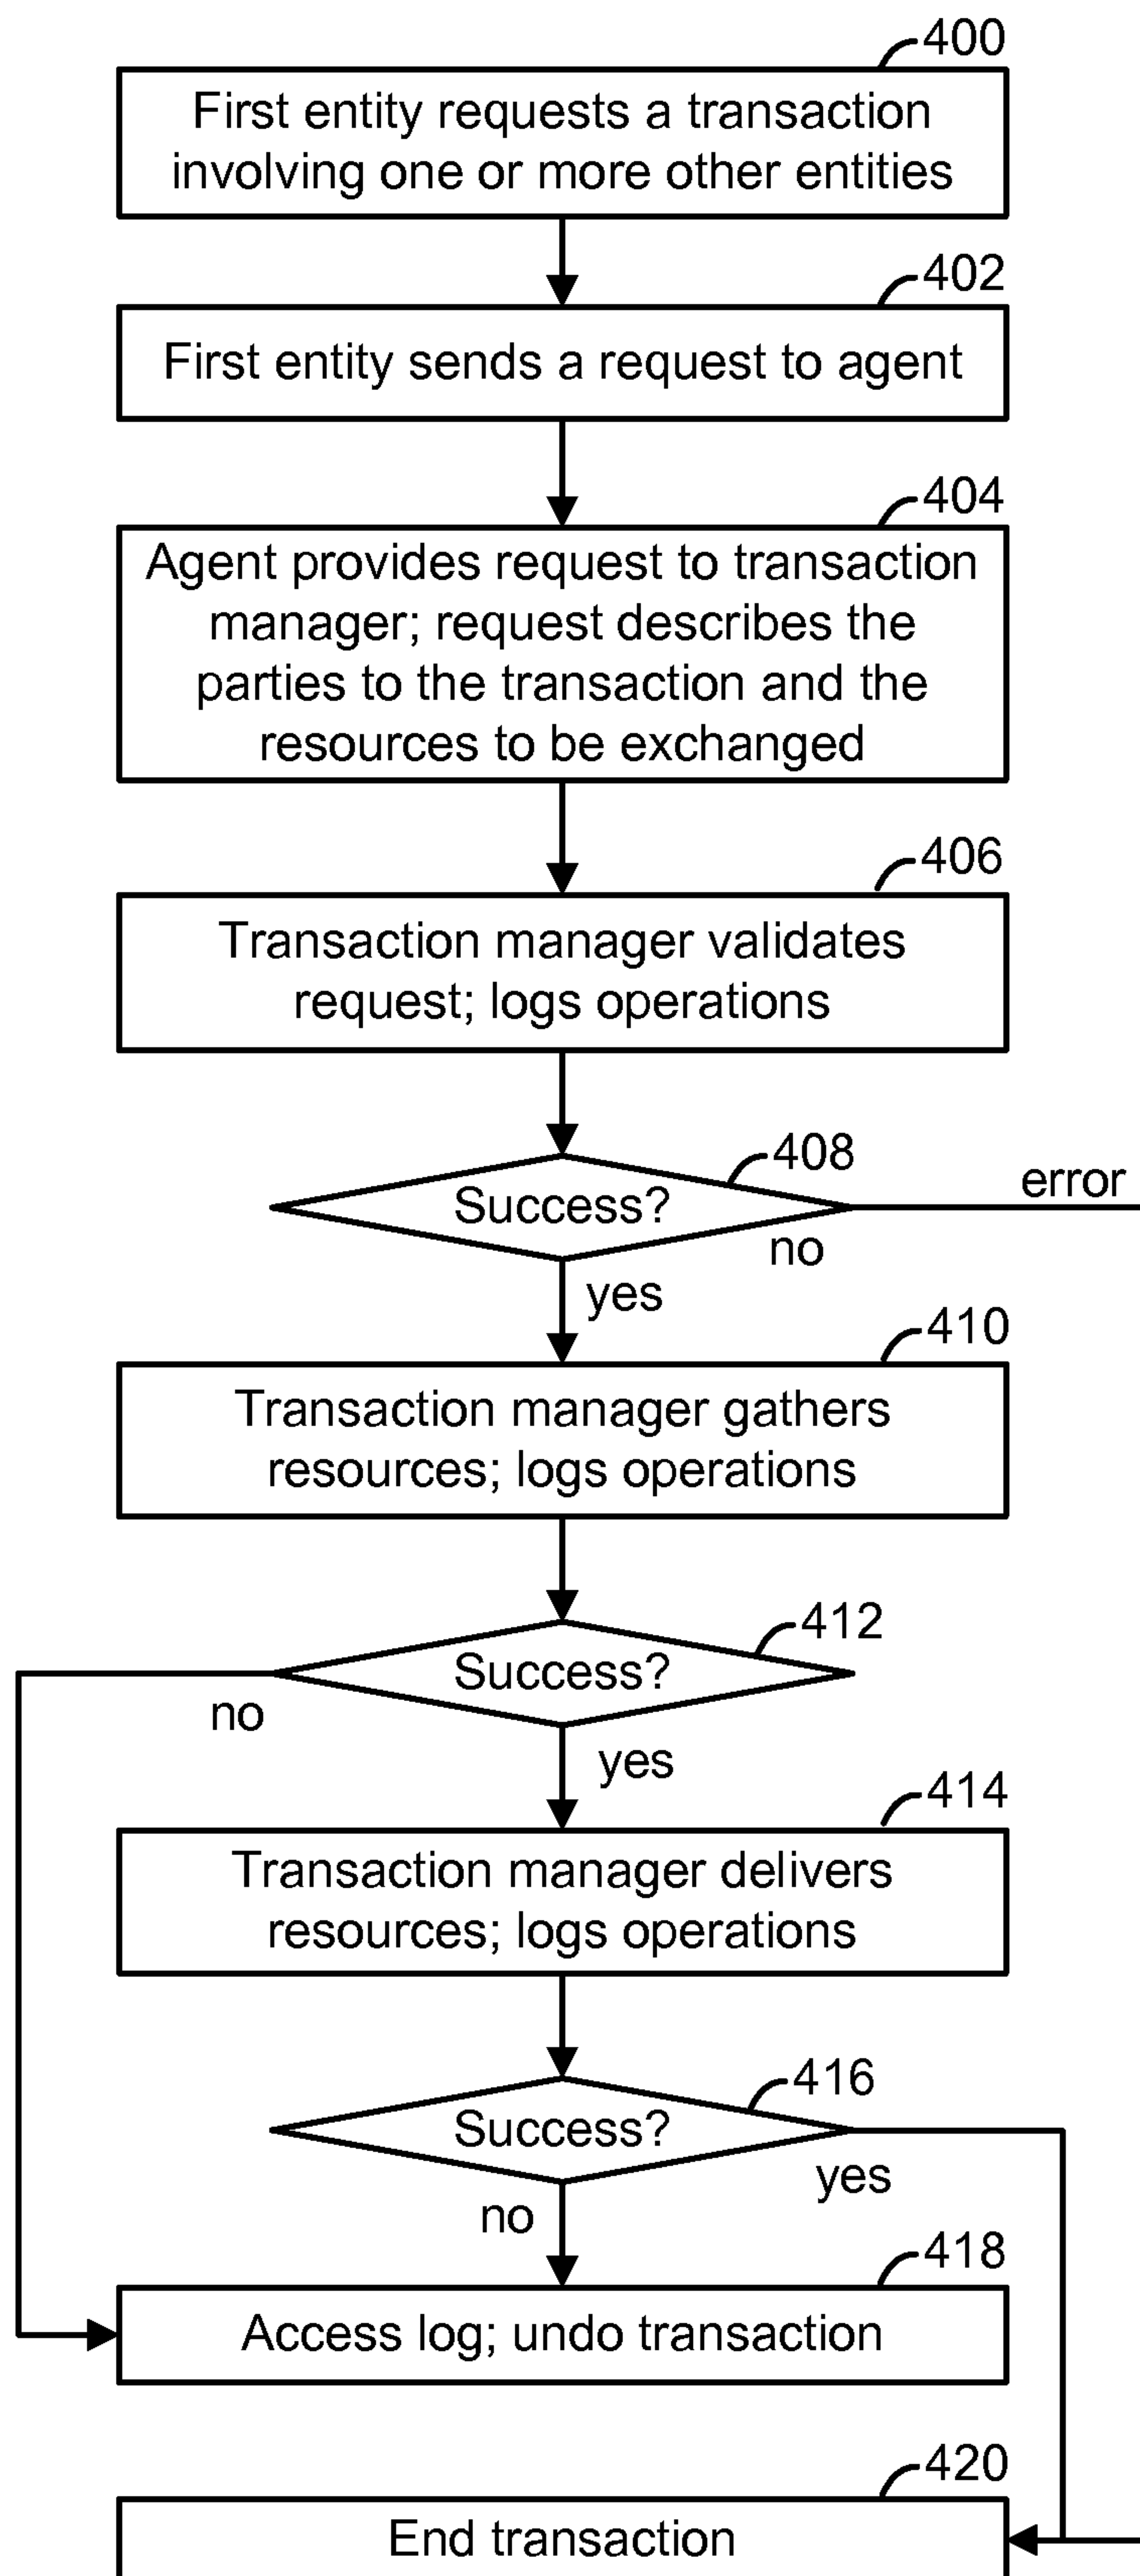 400
First entity requests a transaction
involving one or more other entities
402
First entity sends a request to agent
404
Agent provides request to transaction
manager; request describes the
parties to the transaction and the
resources to be exchanged
406
Transaction manager validates
request; logs operations
408
error
Success?
no
yes
410
Transaction manager gathers
resources; logs operations
412
Success?
no
yes
414
Transaction manager delivers
resources; logs operations
416
Success?
yes
no
418
Access log; undo transaction
420
End transaction